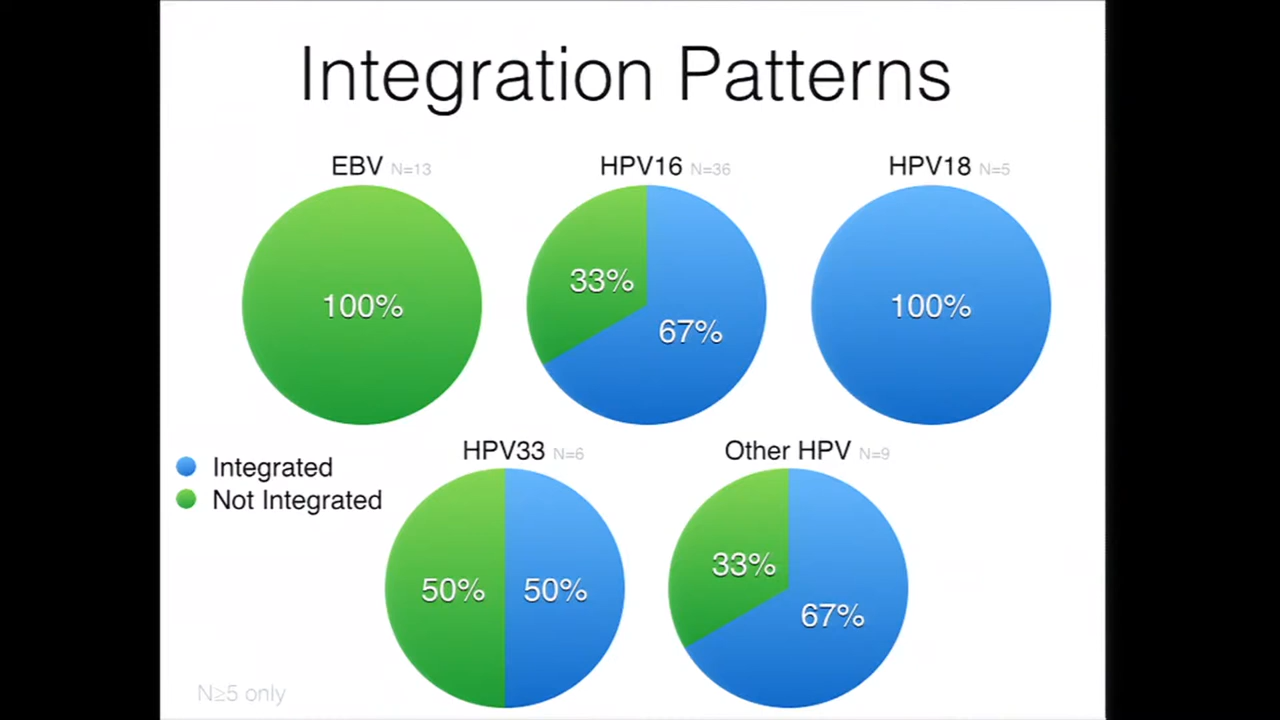 Integration Patterns
EBV N=13
HPV16 N=36
HPV18 N=5
100%
33%
67%
100%
HPV33 N=6
Other HPV N=9
Integrated
Not Integrated
50%
50%
33%
67%
N≥5 only